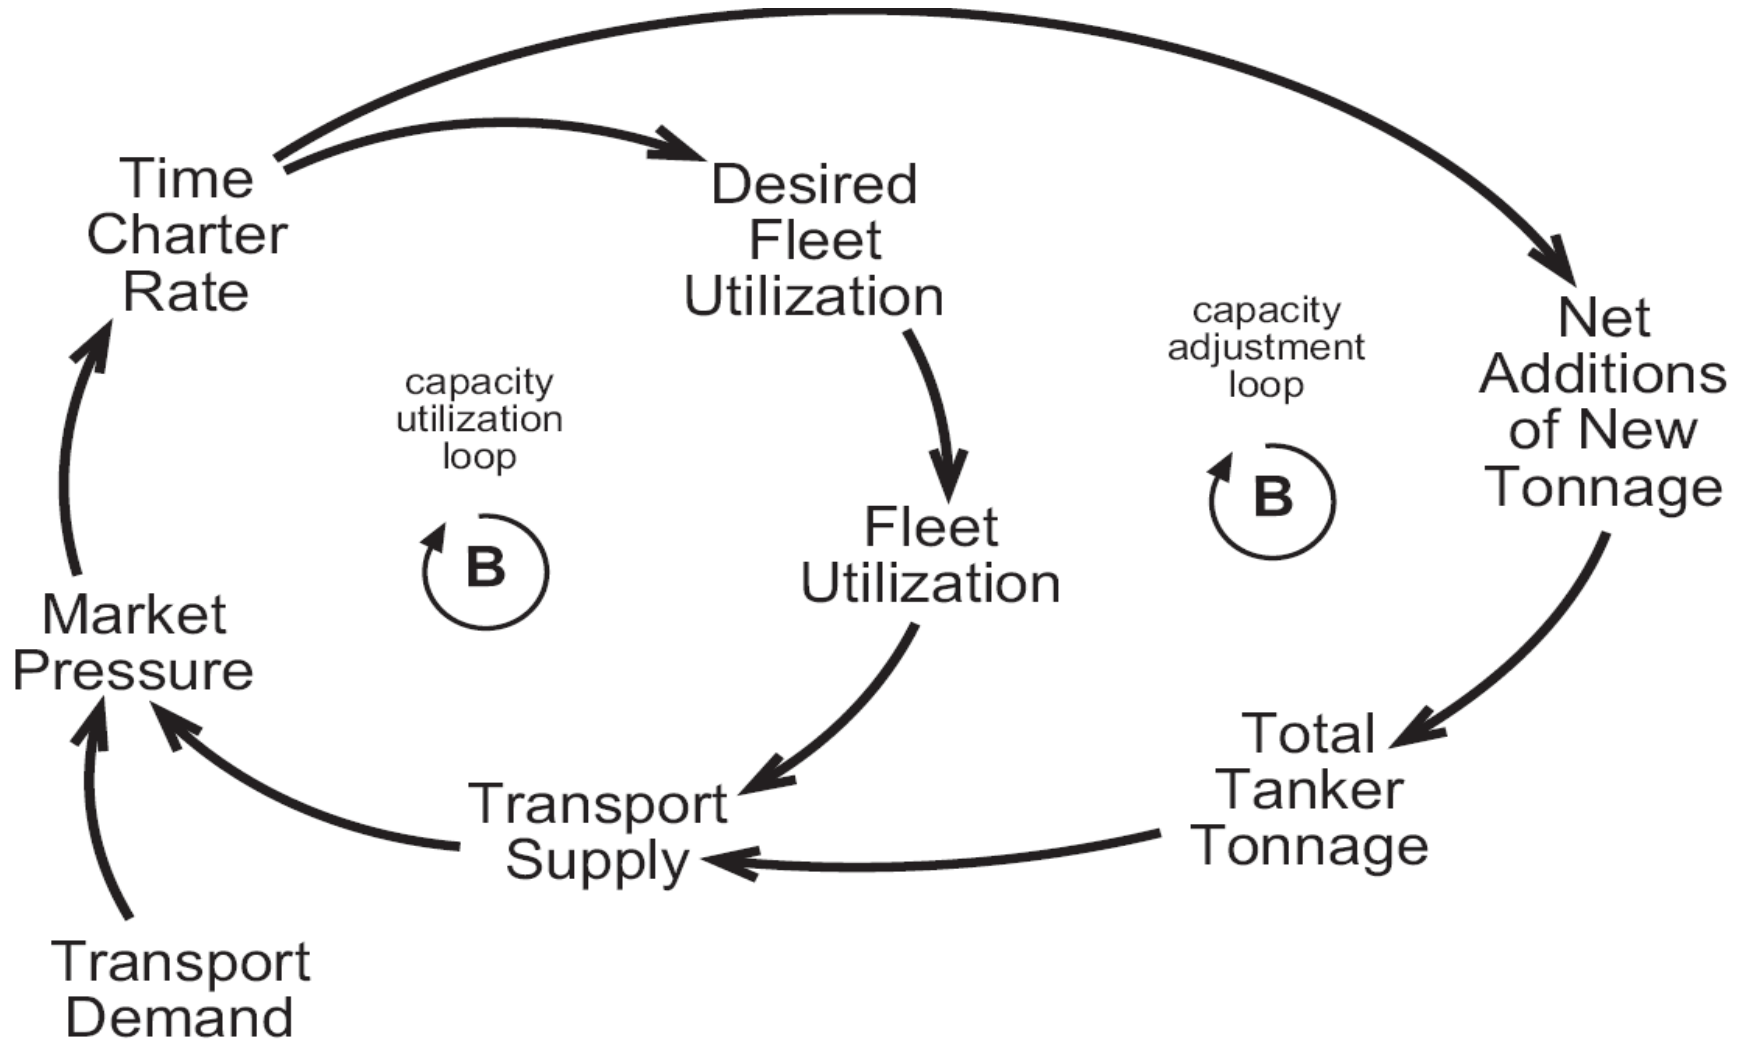 Time
Charter
Rate
Desired
Fleet
Utilization
capacity
adjustment
loop
B
Net
Additions
of New
Tonnage
capacity
utilization
loop
B
Fleet
Utilization
Market
Pressure
Total
Tanker
Tonnage
Transport
Supply
Transport
Demand